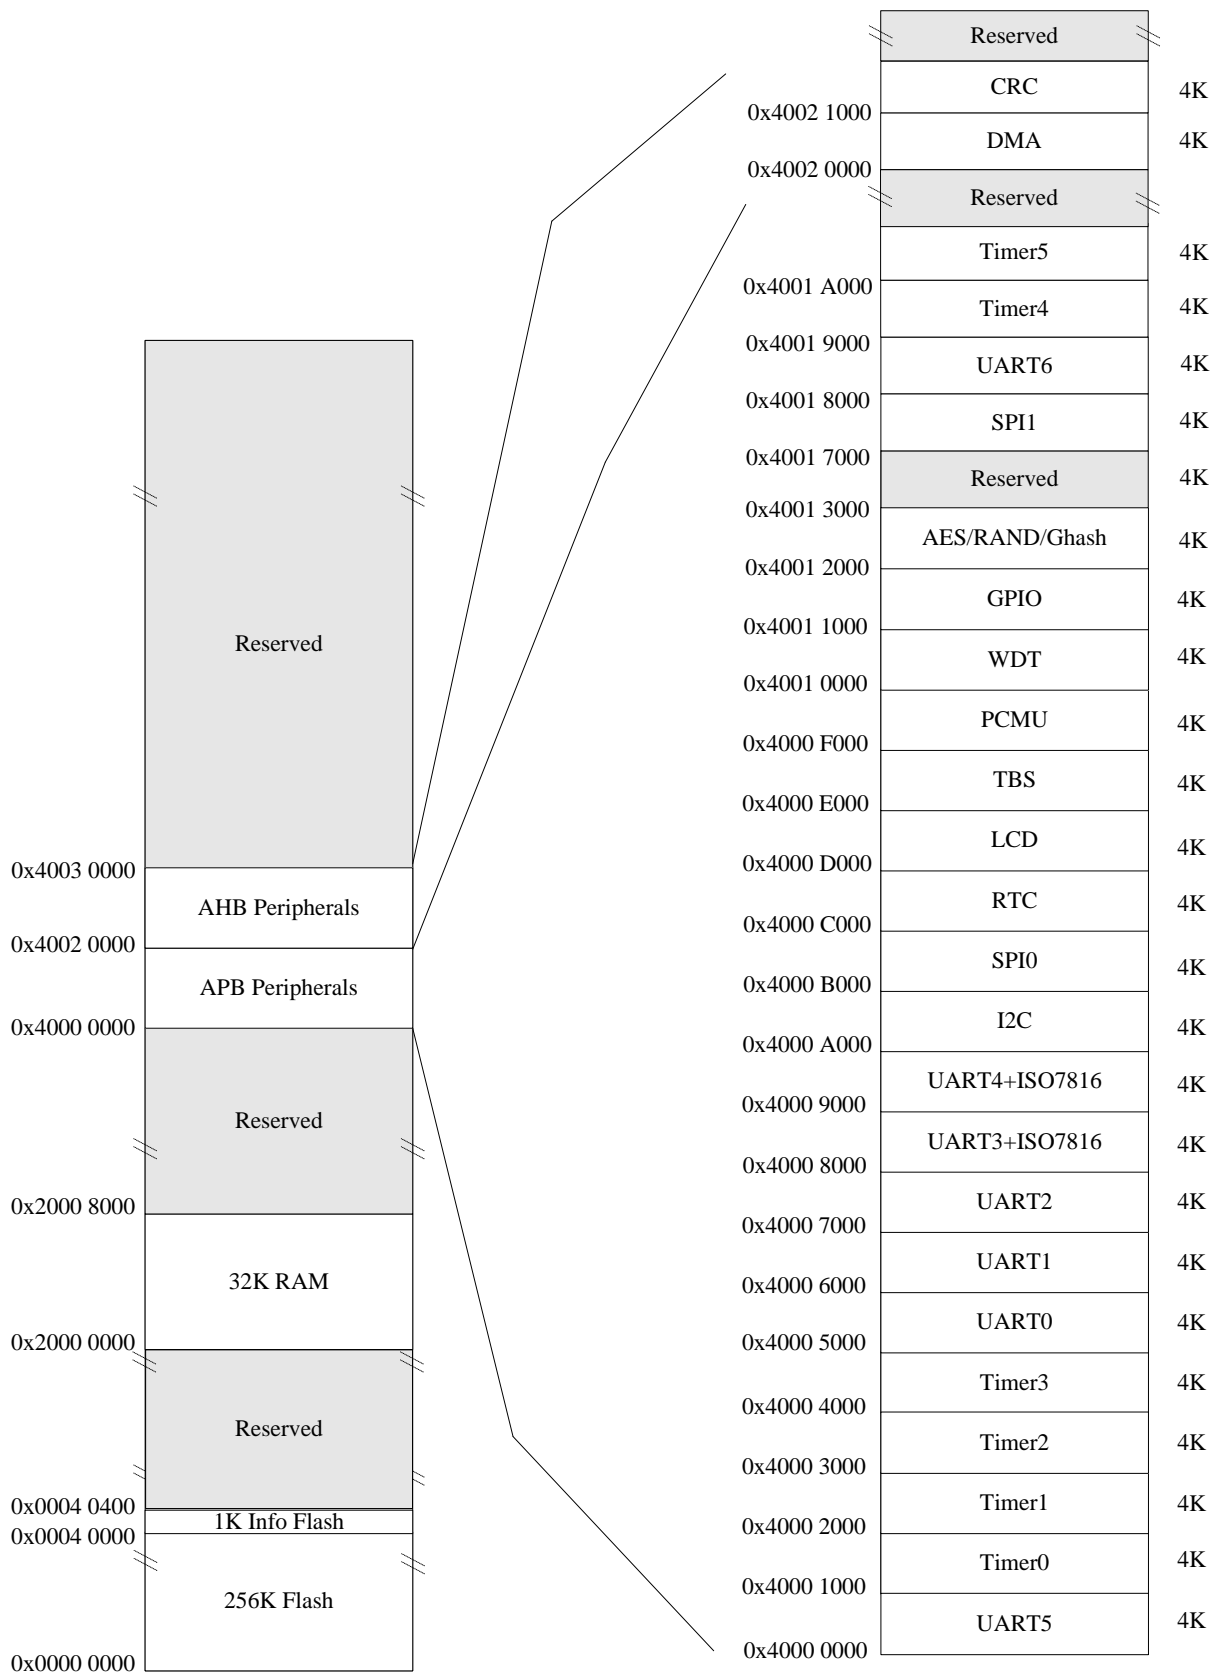 Reserved
0x4003 0000
AHB Peripherals
0x4002 0000
APB Peripherals
0x4000 0000
Reserved
0x2000 8000
32K RAM
0x2000 0000
Reserved
0x0004 0400
1K Info Flash
0x0004 0000
256K Flash
0x0000 0000
Reserved
CRC 4K
0x4002 1000
DMA 4K
0x4002 0000
Reserved
Timer5 4K
0x4001 A000
Timer4 4K
0x4001 9000
UART6 4K
0x4001 8000
SPI1 4K
0x4001 7000
Reserved 4K
0x4001 3000
AES/RAND/Ghash 4K
0x4001 2000
GPIO 4K
0x4001 1000
WDT 4K
0x4001 0000
PCMU 4K
0x4000 F000
TBS 4K
0x4000 E000
LCD 4K
0x4000 D000
RTC 4K
0x4000 C000
SPI0 4K
0x4000 B000
I2C 4K
0x4000 A000
UART4+ISO7816 4K
0x4000 9000
UART3+ISO7816 4K
0x4000 8000
UART2 4K
0x4000 7000
UART1 4K
0x4000 6000
UART0 4K
0x4000 5000
Timer3 4K
0x4000 4000
Timer2 4K
0x4000 3000
Timer1 4K
0x4000 2000
Timer0 4K
0x4000 1000
UART5 4K
0x4000 0000